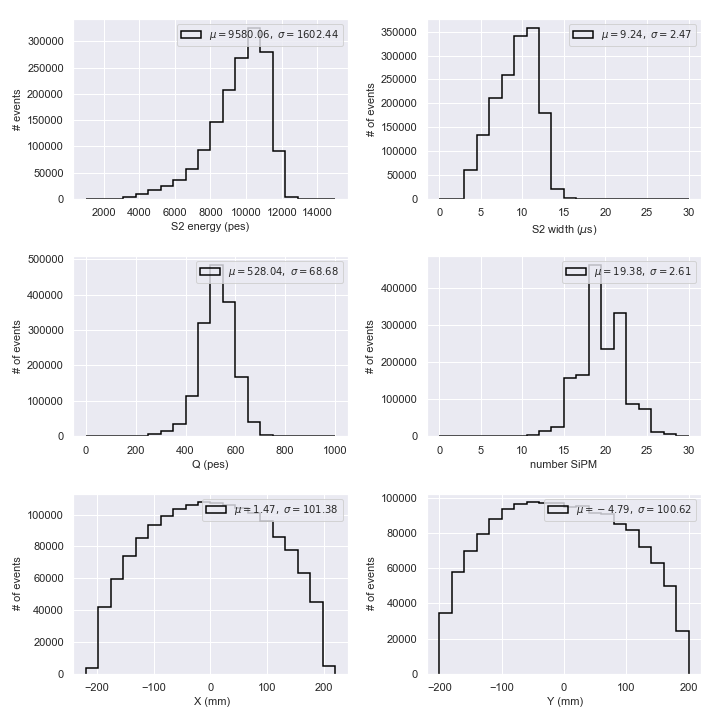 μ = 9580.06, σ = 1602.44
300000
250000
200000
150000
100000
50000
0
# events
2000 4000 6000 8000 10000 12000 14000
S2 energy (pes)
μ = 9.24, σ = 2.47
350000
300000
250000
200000
150000
100000
50000
0
# of events
0 5 10 15 20 25 30
S2 width (μs)
μ = 528.04, σ = 68.68
500000
400000
300000
200000
100000
0
# of events
0 200 400 600 800 1000
Q (pes)
μ = 19.38, σ = 2.61
400000
300000
200000
100000
0
# of events
0 5 10 15 20 25 30
number SiPM
μ = 1.47, σ = 101.38
100000
80000
60000
40000
20000
0
# of events
−200 −100 0 100 200
X (mm)
μ = −4.79, σ = 100.62
100000
80000
60000
40000
20000
0
# of events
−200 −100 0 100 200
Y (mm)